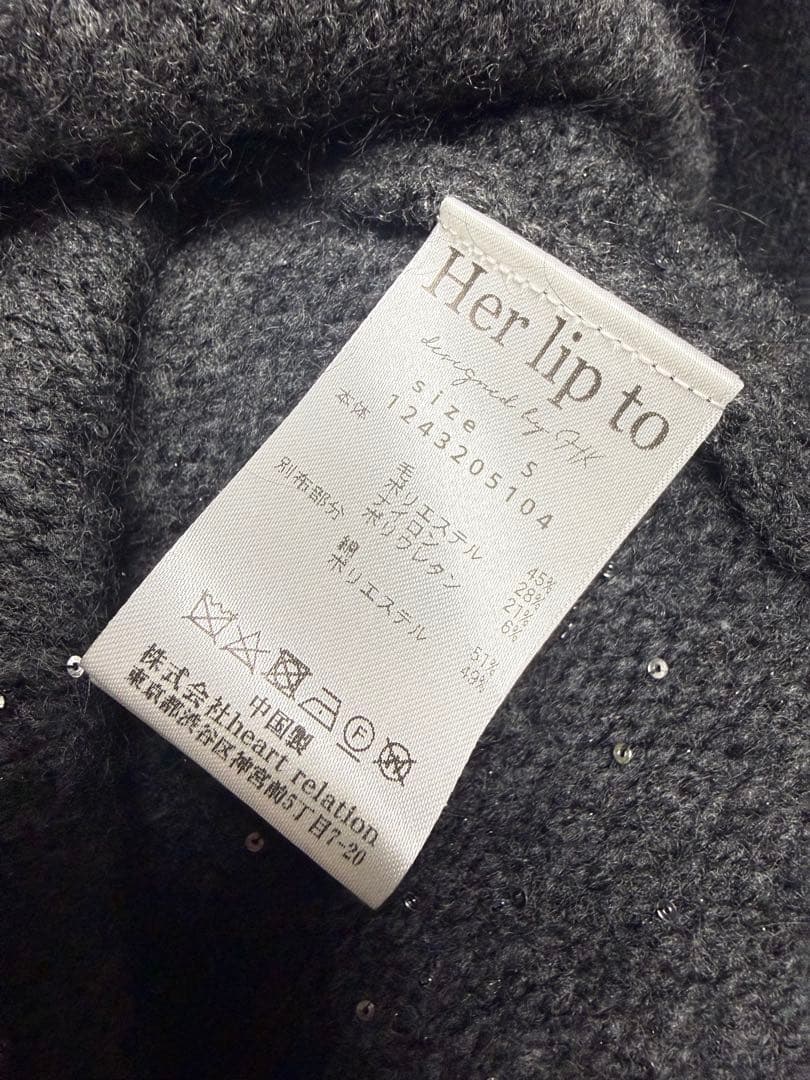 Her lip to
designed by HK
size S
1243205104
本体 毛 45%
ポリエステル 28%
ナイロン 21%
ポリウレタン 6%
別布部分 綿 51%
ポリエステル 49%
F W
中国製
株式会社heart relation
東京都渋谷区神宮前5丁目7-20